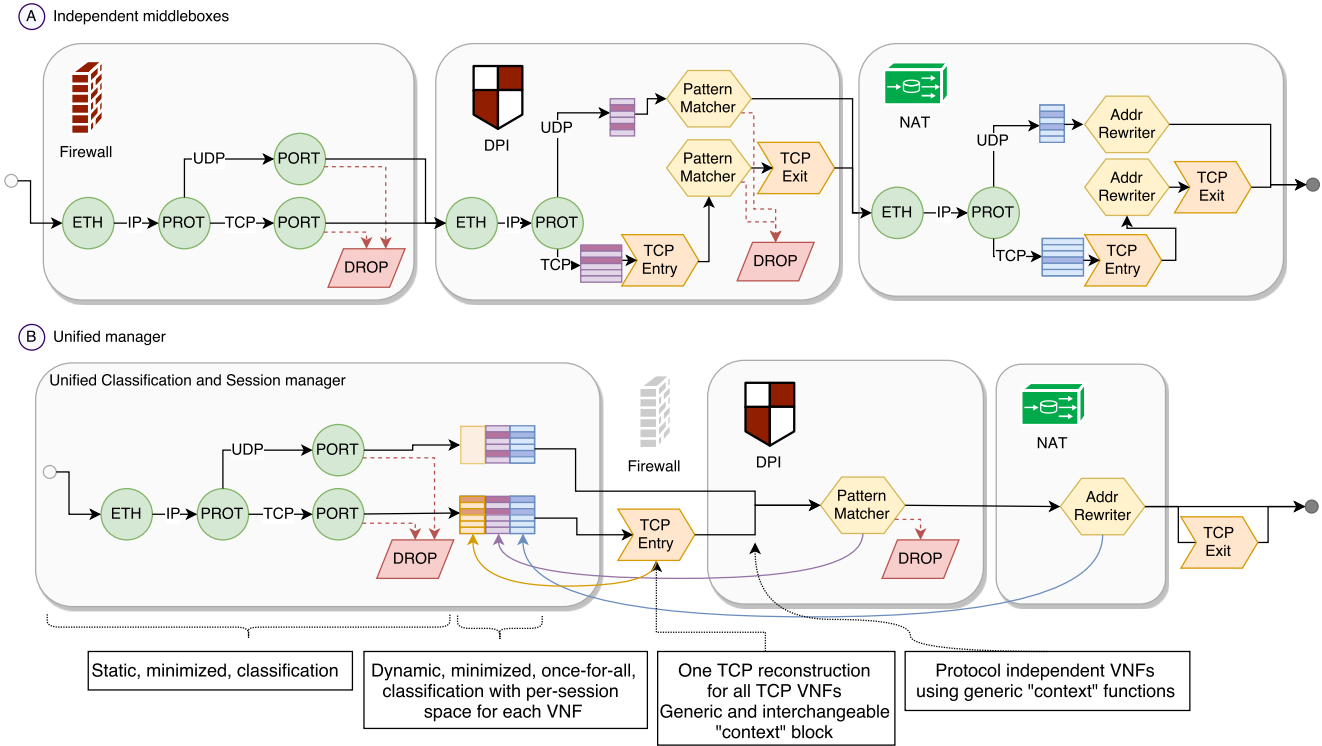 A Independent middleboxes
Firewall
ETH
IP
PROT
UDP
PORT
TCP
PORT
DROP
DPI
ETH
IP
PROT
UDP
Pattern
Matcher
Pattern
Matcher
TCP
Exit
TCP
TCP
Entry
DROP
NAT
ETH
IP
PROT
UDP
Addr
Rewriter
Addr
Rewriter
TCP
Exit
TCP
TCP
Entry
B Unified manager
Unified Classification and Session manager
ETH
IP
PROT
UDP
PORT
TCP
PORT
DROP
Firewall
TCP
Entry
DPI
Pattern
Matcher
DROP
NAT
Addr
Rewriter
TCP
Exit
Static, minimized, classification
Dynamic, minimized, once-for-all,
classification with per-session
space for each VNF
One TCP reconstruction
for all TCP VNFs
Generic and interchangeable
"context" block
Protocol independent VNFs
using generic "context" functions